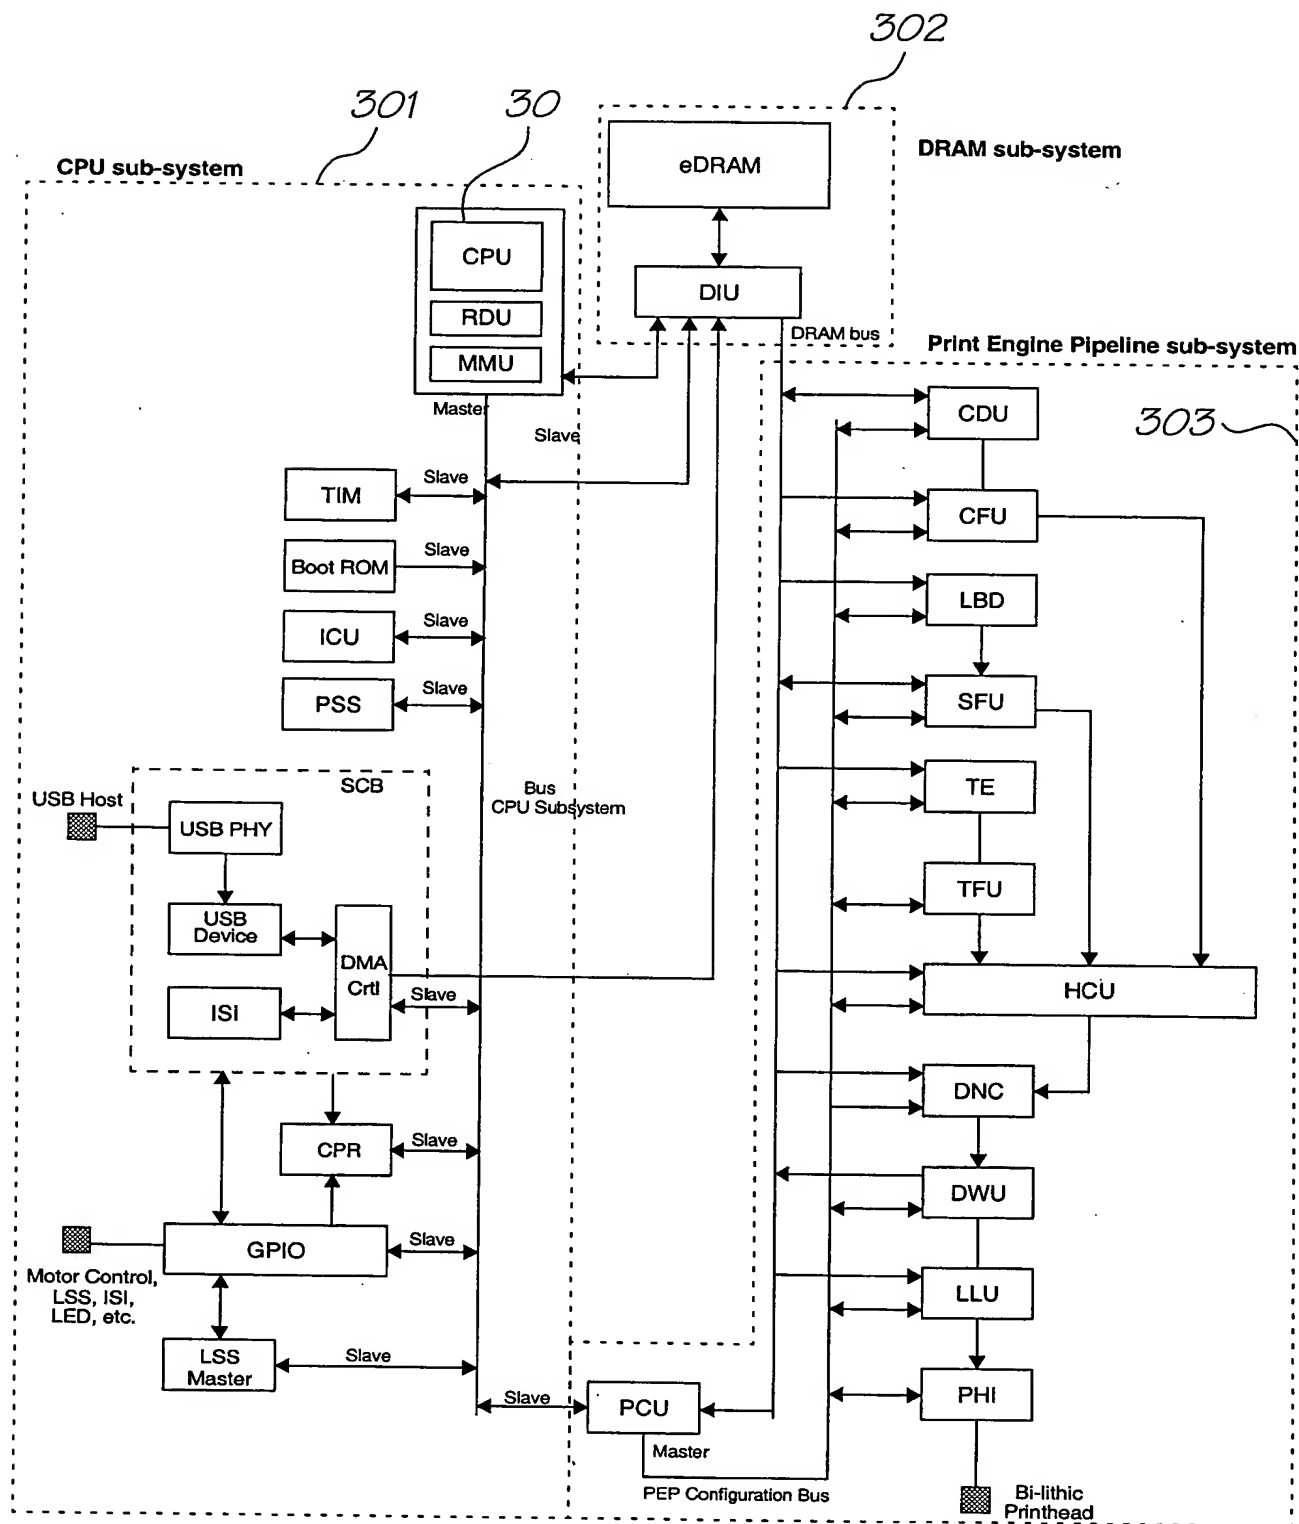 302
301
30
CPU sub-system
DRAM sub-system
eDRAM
CPU
RDU
MMU
DIU
DRAM bus
Print Engine Pipeline sub-system
Master
Slave
303
CDU
TIM
Slave
CFU
Boot ROM
Slave
LBD
ICU
Slave
PSS
Slave
SFU
SCB
Bus
CPU Subsystem
TE
USB Host
USB PHY
TFU
USB
Device
DMA
Crtl
Slave
HCU
ISI
DNC
CPR
Slave
DWU
GPIO
Slave
Motor Control,
LSS, ISI,
LED, etc.
LLU
LSS
Master
Slave
Slave
PCU
PHI
Master
PEP Configuration Bus
Bi-lithic
Printhead